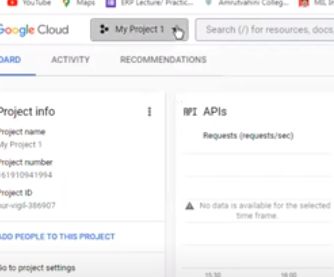 YouTube
Maps
ERP Lecture/ Practic...
Amrutvahini Colleg...
Google Cloud
My Project 1
Search (/) for resources, docs,
OARD
ACTIVITY
RECOMMENDATIONS
Project info
Project name
My Project 1
Project number
61910941994
Project ID
ur-vigil-386907
ADD PEOPLE TO THIS PROJECT
Go to project settings
API APIs
Requests (requests/sec)
No data is available for the selected
time frame.
15:30
16:00